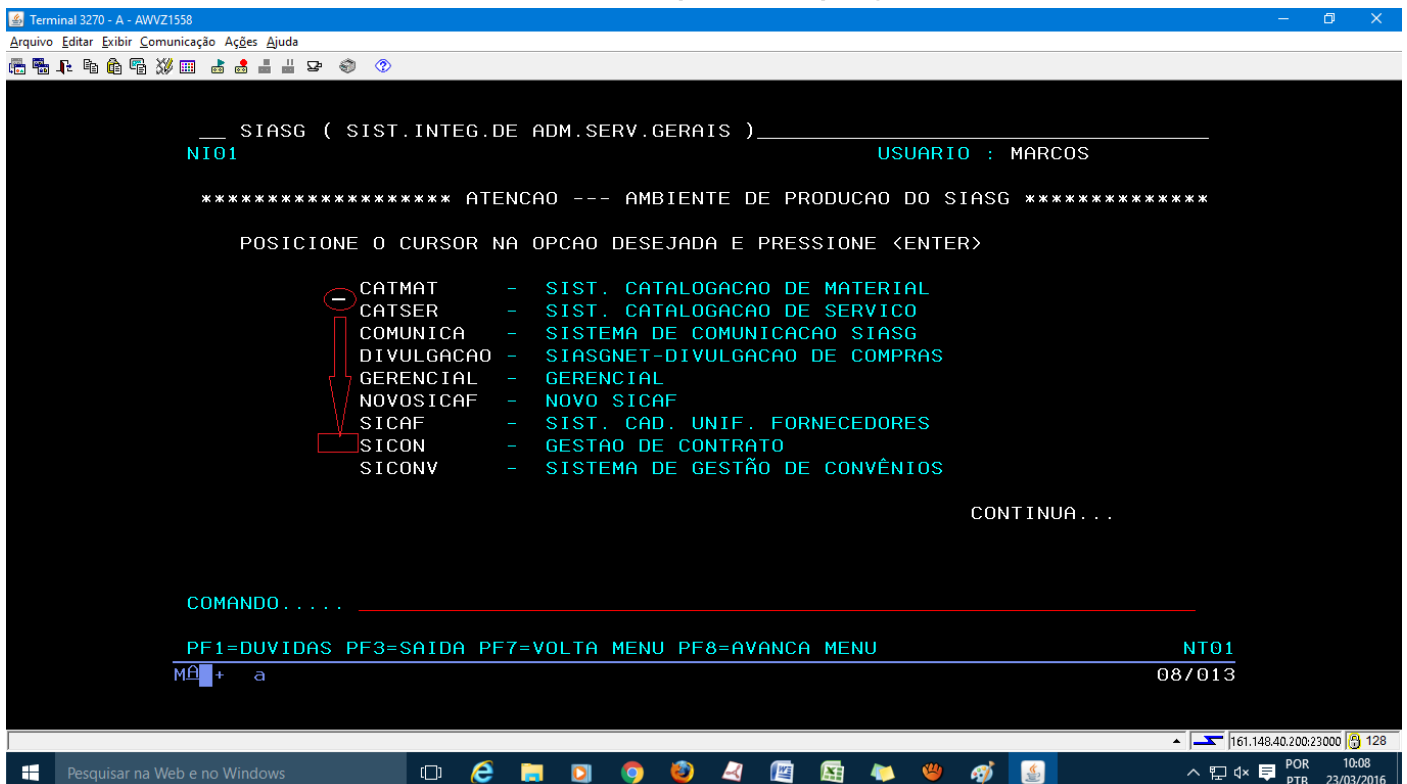 Terminal 3270 - A - AWVZ1558
Arquivo Editar Exibir Comunicação Ações Ajuda
__ SIASG ( SIST.INTEG.DE ADM.SERV.GERAIS )__________________________________
NI01 USUARIO : MARCOS
******************* ATENCAO --- AMBIENTE DE PRODUCAO DO SIASG **************
POSICIONE O CURSOR NA OPCAO DESEJADA E PRESSIONE <ENTER>
CATMAT - SIST. CATALOGACAO DE MATERIAL
CATSER - SIST. CATALOGACAO DE SERVICO
COMUNICA - SISTEMA DE COMUNICACAO SIASG
DIVULGACAO - SIASGNET-DIVULGACAO DE COMPRAS
GERENCIAL - GERENCIAL
NOVOSICAF - NOVO SICAF
SICAF - SIST. CAD. UNIF. FORNECEDORES
SICON - GESTAO DE CONTRATO
SICONV - SISTEMA DE GESTÃO DE CONVÊNIOS
CONTINUA...
COMANDO.....
PF1=DUVIDAS PF3=SAIDA PF7=VOLTA MENU PF8=AVANCA MENU NT01
MA + a 08/013
161.148.40.200:23000 128
Pesquisar na Web e no Windows POR 10:08
PTB 23/03/2016